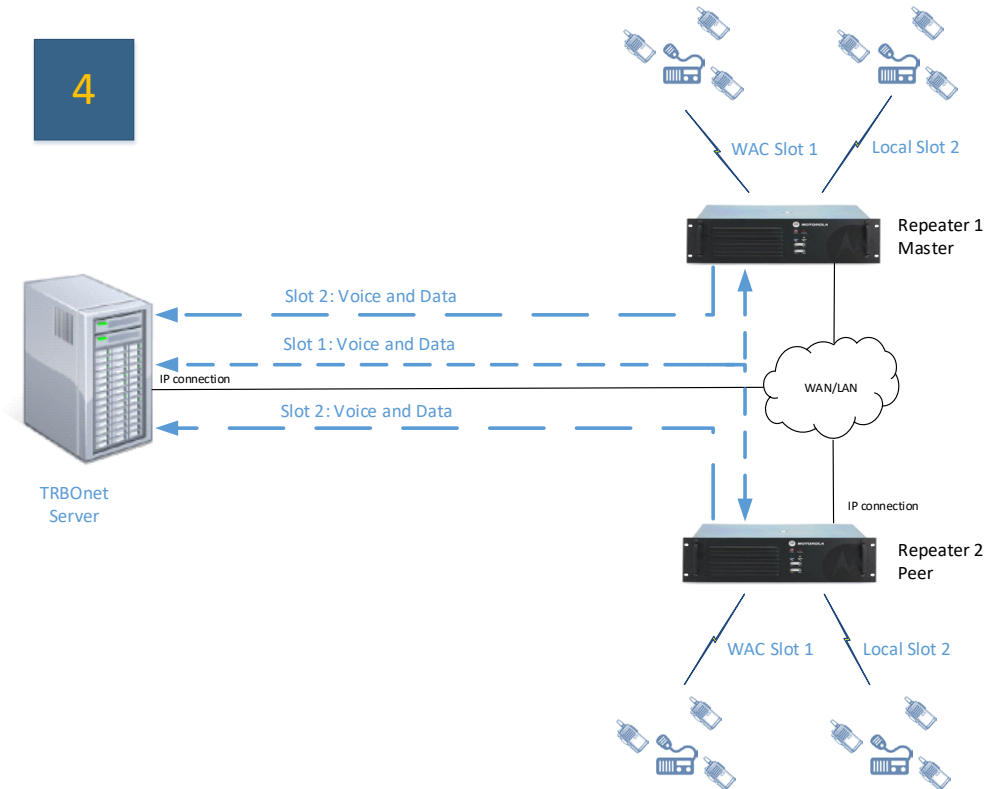 4
WAC Slot 1
Local Slot 2
MOTOROLA
Repeater 1
Master
Slot 2: Voice and Data
Slot 1: Voice and Data
IP connection
WAN/LAN
Slot 2: Voice and Data
TRBOnet
Server
IP connection
MOTOROLA
Repeater 2
Peer
WAC Slot 1
Local Slot 2